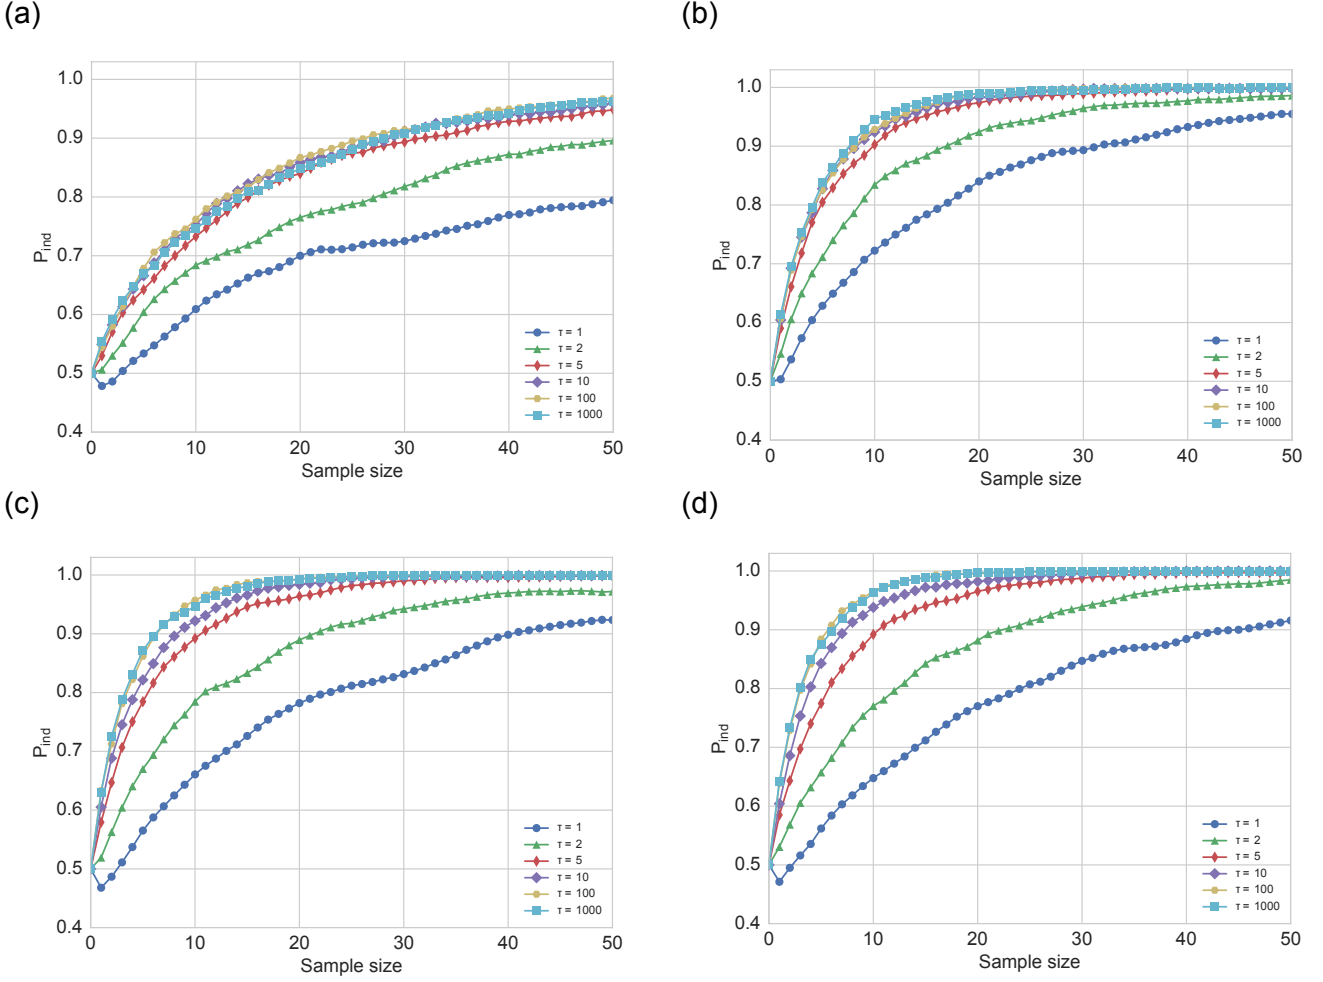 (a)
(b)
1.0
0.9
0.8
0.7
0.6
0.5
0.4
P_ind
τ = 1
τ = 2
τ = 5
τ = 10
τ = 100
τ = 1000
0 10 20 30 40 50
Sample size
1.0
0.9
0.8
0.7
0.6
0.5
0.4
P_ind
τ = 1
τ = 2
τ = 5
τ = 10
τ = 100
τ = 1000
0 10 20 30 40 50
Sample size
(c)
(d)
1.0
0.9
0.8
0.7
0.6
0.5
0.4
P_ind
τ = 1
τ = 2
τ = 5
τ = 10
τ = 100
τ = 1000
0 10 20 30 40 50
Sample size
1.0
0.9
0.8
0.7
0.6
0.5
0.4
P_ind
τ = 1
τ = 2
τ = 5
τ = 10
τ = 100
τ = 1000
0 10 20 30 40 50
Sample size